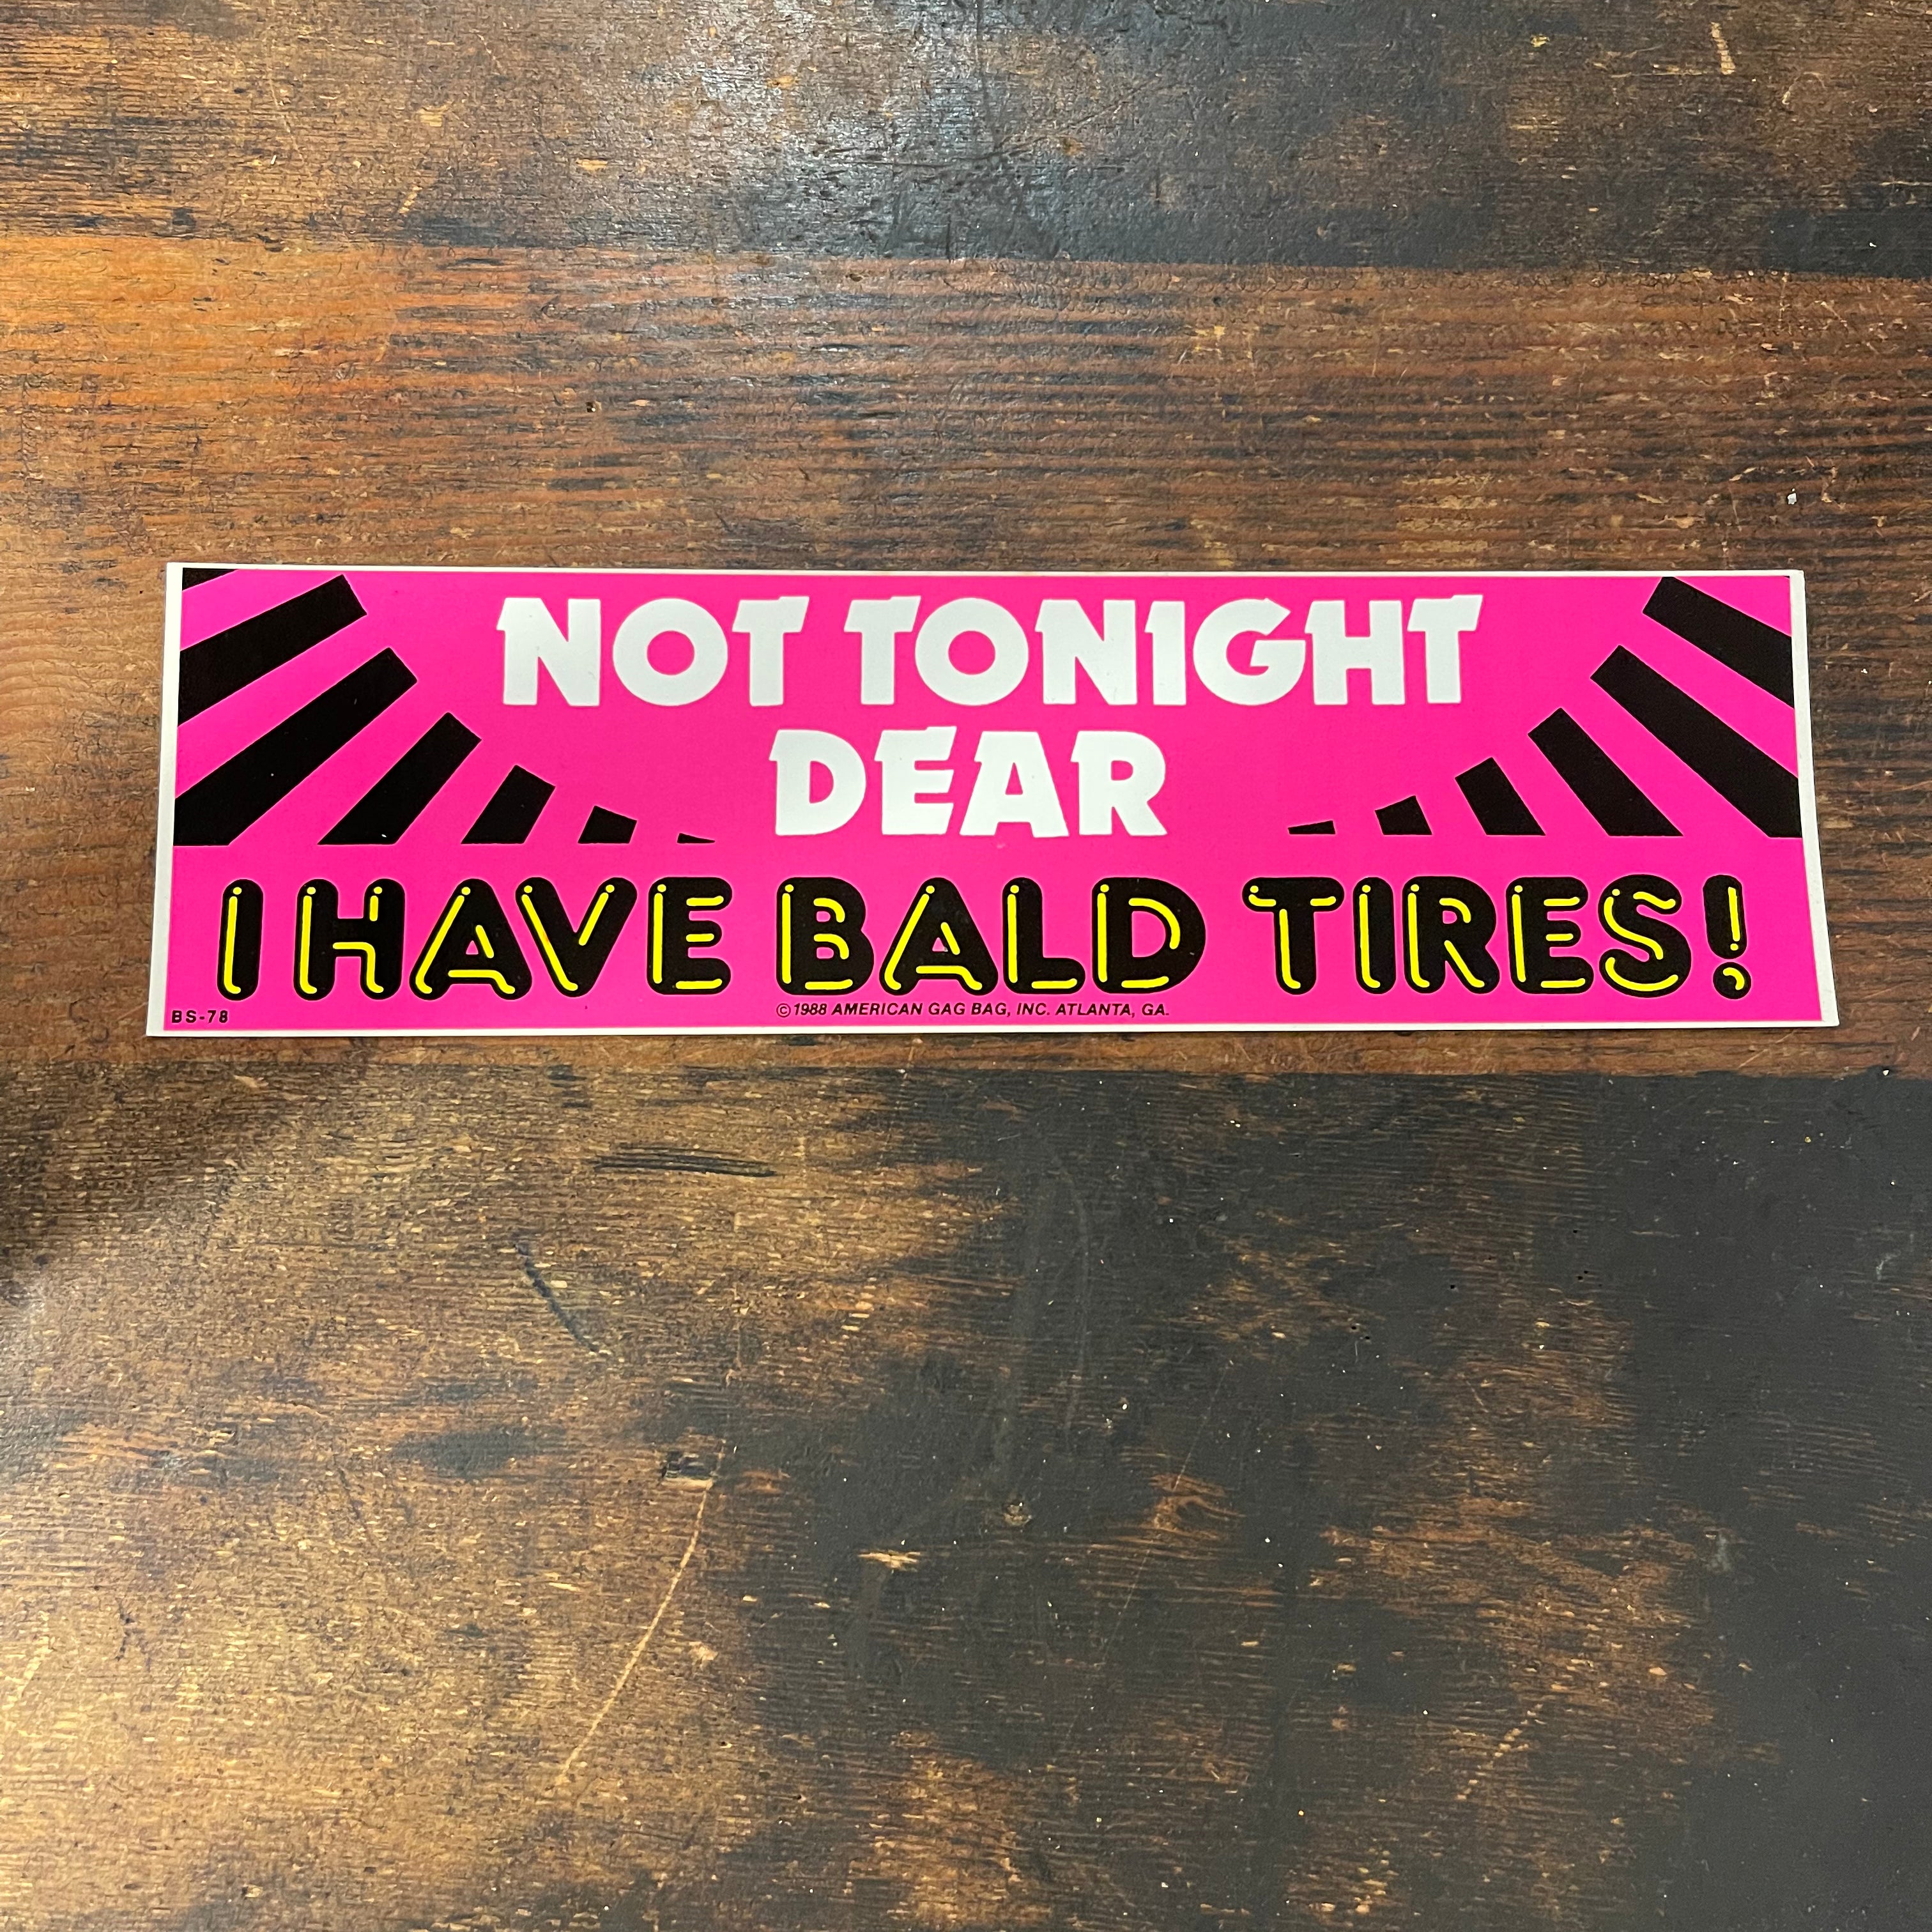 NOT TONIGHT
DEAR
I HAVE BALD TIRES!
BS-78
©1988 AMERICAN GAG BAG, INC. ATLANTA, GA.